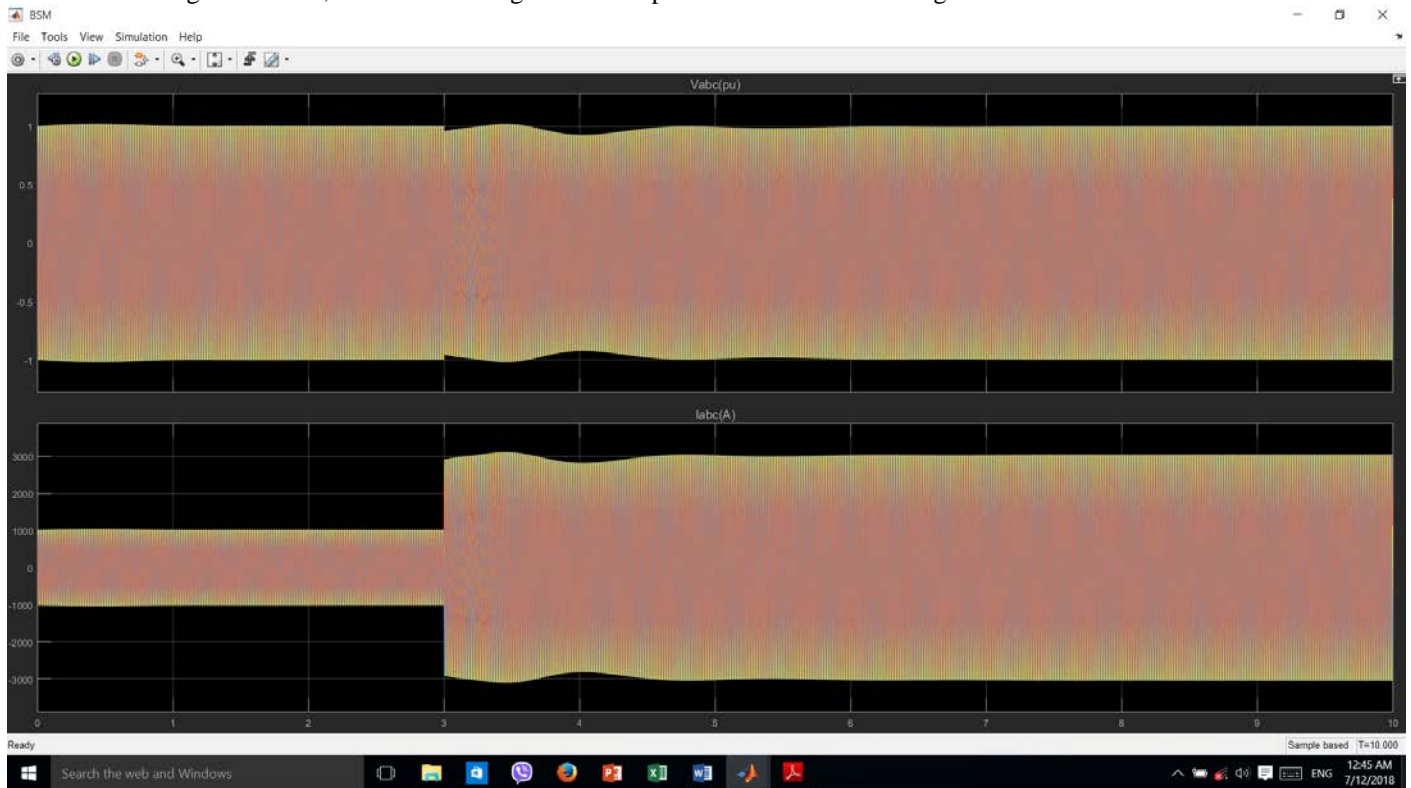 BSM
File Tools View Simulation Help
Vabc(pu)
1
0.5
0
-0.5
-1
Iabc(A)
3000
2000
1000
0
-1000
-2000
-3000
0 1 2 3 4 5 6 7 8 9 10
Ready Sample based T=10.000
Search the web and Windows
ENG 12:45 AM
7/12/2018